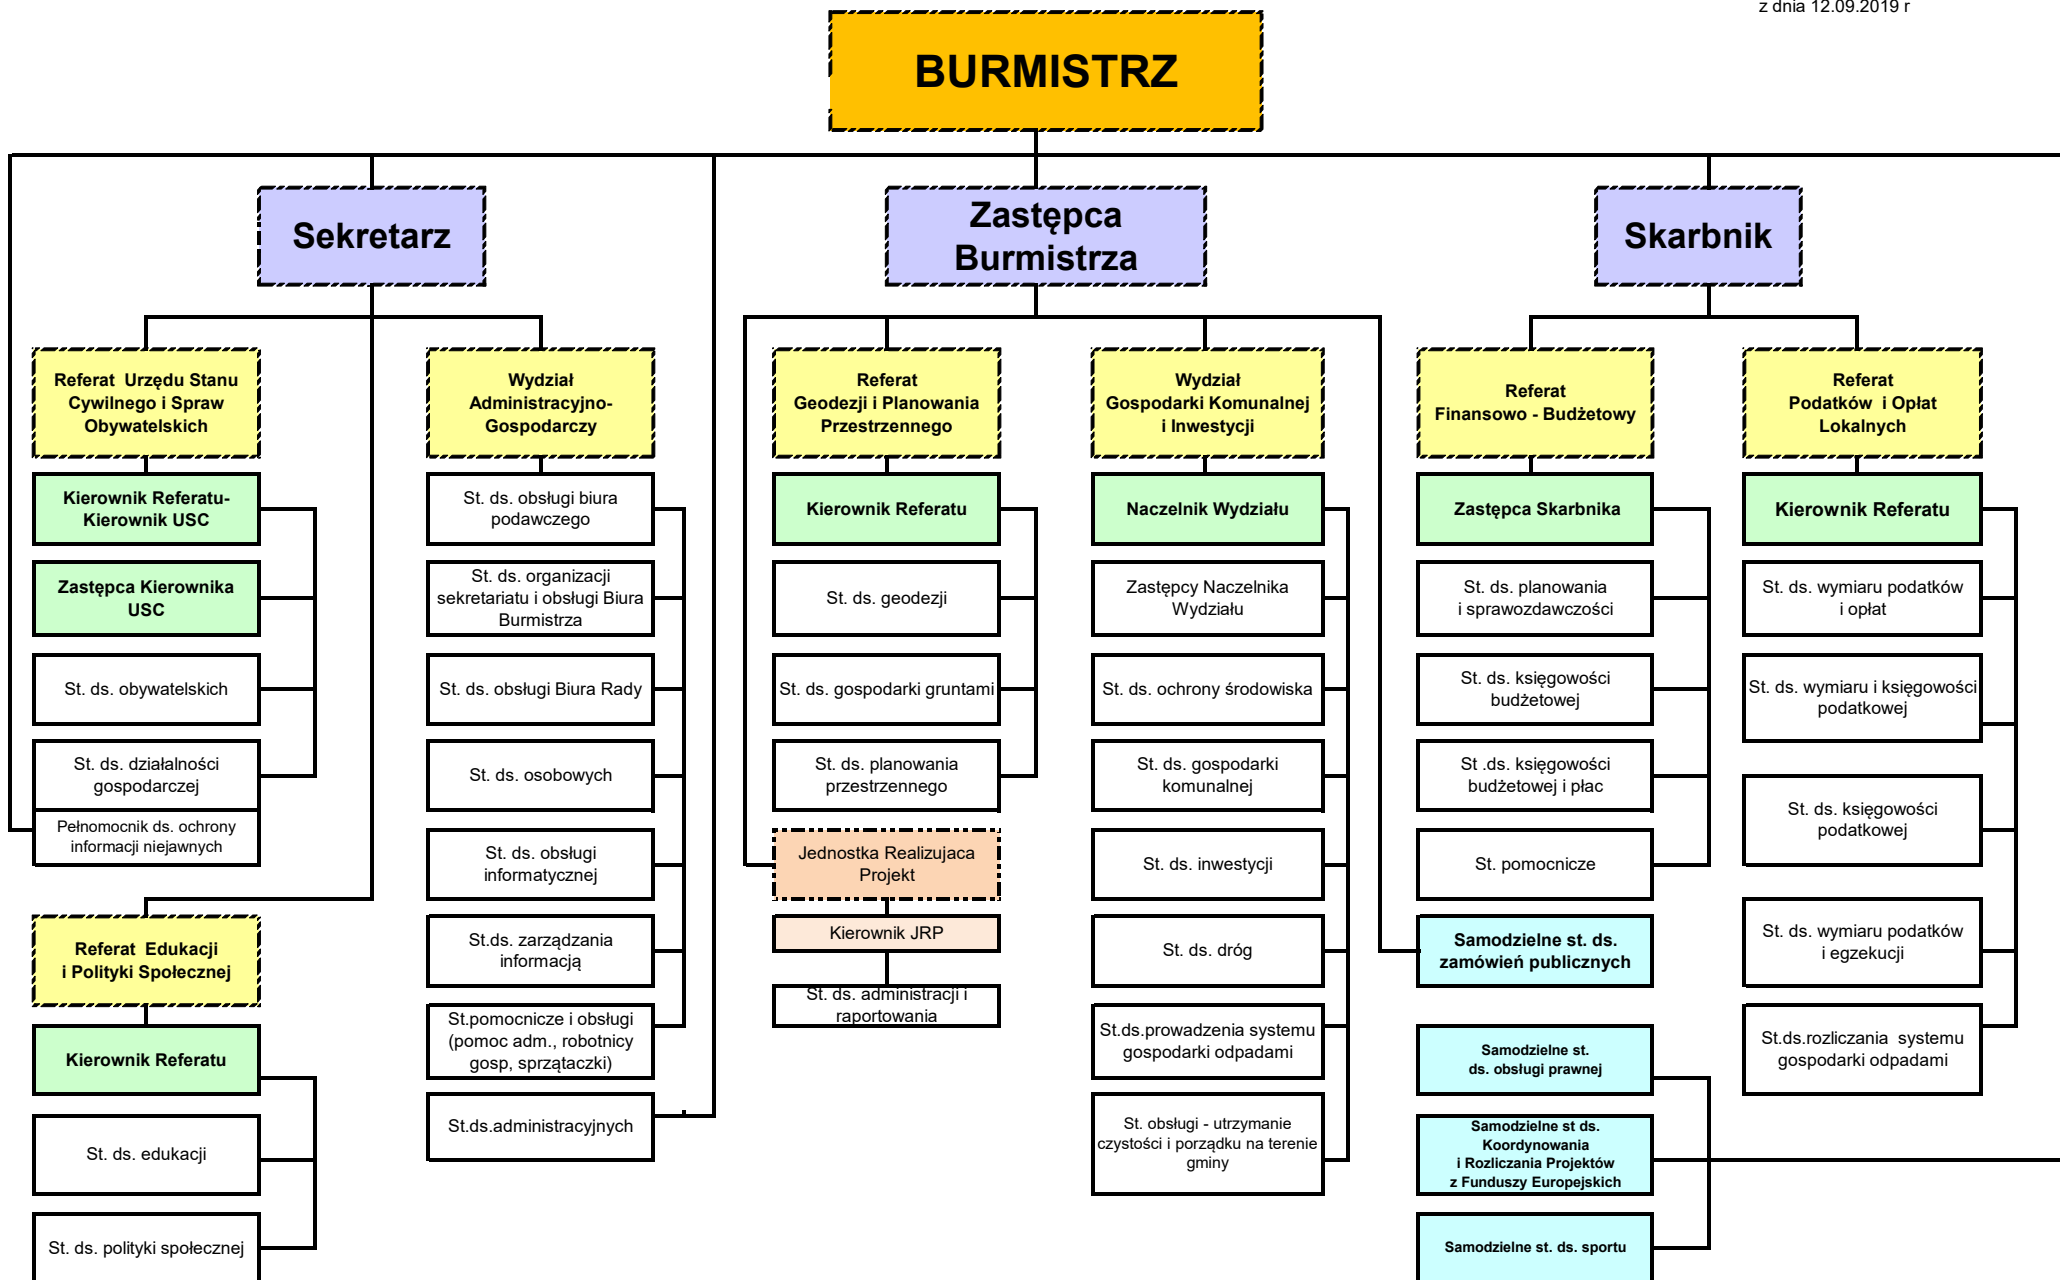 z dnia 12.09.2019 r
BURMISTRZ
Sekretarz
Zastępca
Burmistrza
Skarbnik
Referat Urzędu Stanu
Cywilnego i Spraw
Obywatelskich
Kierownik Referatu-
Kierownik USC
Zastępca Kierownika
USC
St. ds. obywatelskich
St. ds. działalności
gospodarczej
Pełnomocnik ds. ochrony
informacji niejawnych
Referat Edukacji
i Polityki Społecznej
Kierownik Referatu
St. ds. edukacji
St. ds. polityki społecznej
Wydział
Administracyjno-
Gospodarczy
St. ds. obsługi biura
podawczego
St. ds. organizacji
sekretariatu i obsługi Biura
Burmistrza
St. ds. obsługi Biura Rady
St. ds. osobowych
St. ds. obsługi
informatycznej
St.ds. zarządzania
informacją
St.pomocnicze i obsługi
(pomoc adm., robotnicy
gosp, sprzątaczki)
St.ds.administracyjnych
Referat
Geodezji i Planowania
Przestrzennego
Kierownik Referatu
St. ds. geodezji
St. ds. gospodarki gruntami
St. ds. planowania
przestrzennego
Jednostka Realizujaca
Projekt
Kierownik JRP
St. ds. administracji i
raportowania
Wydział
Gospodarki Komunalnej
i Inwestycji
Naczelnik Wydziału
Zastępcy Naczelnika
Wydziału
St. ds. ochrony środowiska
St. ds. gospodarki
komunalnej
St. ds. inwestycji
St. ds. dróg
St.ds.prowadzenia systemu
gospodarki odpadami
St. obsługi - utrzymanie
czystości i porządku na terenie
gminy
Referat
Finansowo - Budżetowy
Zastępca Skarbnika
St. ds. planowania
i sprawozdawczości
St. ds. księgowości
budżetowej
St .ds. księgowości
budżetowej i płac
St. pomocnicze
Samodzielne st. ds.
zamówień publicznych
Samodzielne st.
ds. obsługi prawnej
Samodzielne st ds.
Koordynowania
i Rozliczania Projektów
z Funduszy Europejskich
Samodzielne st. ds. sportu
Referat
Podatków i Opłat
Lokalnych
Kierownik Referatu
St. ds. wymiaru podatków
i opłat
St. ds. wymiaru i księgowości
podatkowej
St. ds. księgowości
podatkowej
St. ds. wymiaru podatków
i egzekucji
St.ds.rozliczania systemu
gospodarki odpadami